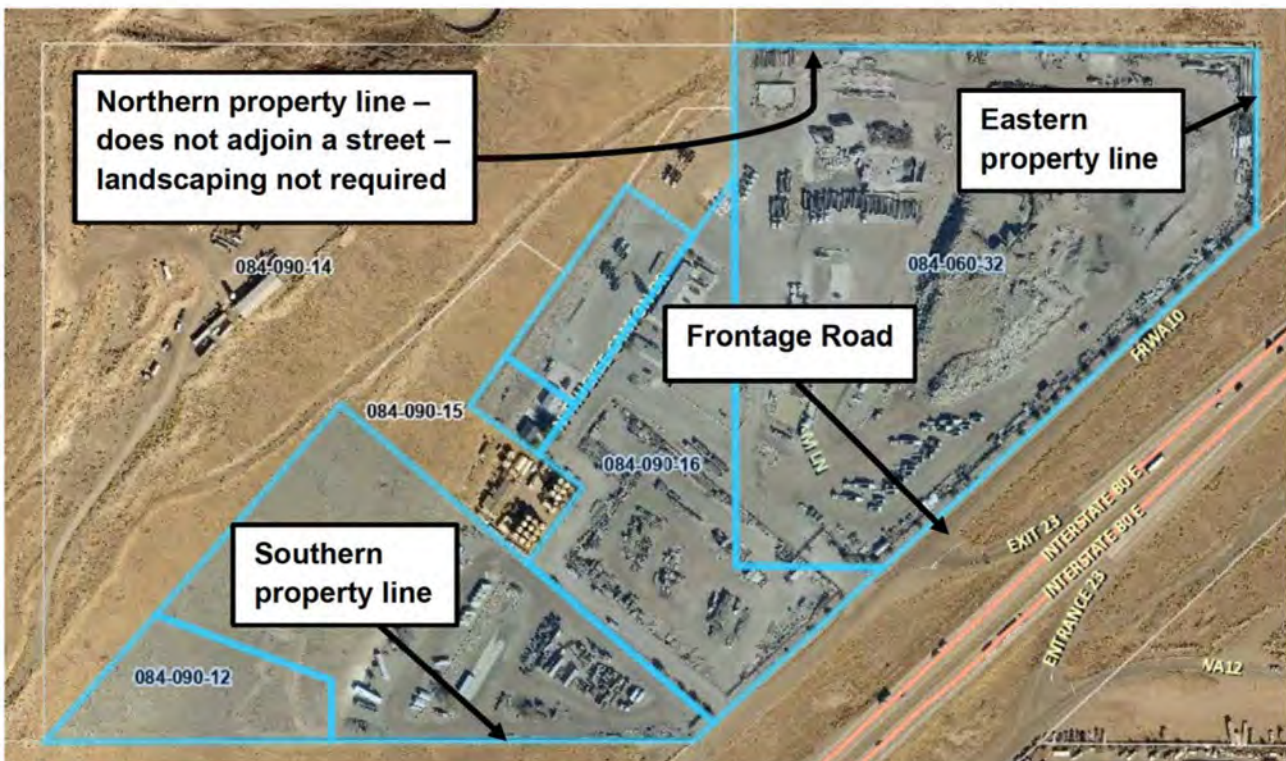 Northern property line –
does not adjoin a street –
landscaping not required
Eastern
property line
084-090-14
084-060-32
Frontage Road
FRWA10
084-090-15
084-090-16
M LN
EXIT 23
INTERSTATE 80 E
INTERSTATE 80 E
ENTRANCE 23
NA12
Southern
property line
084-090-12